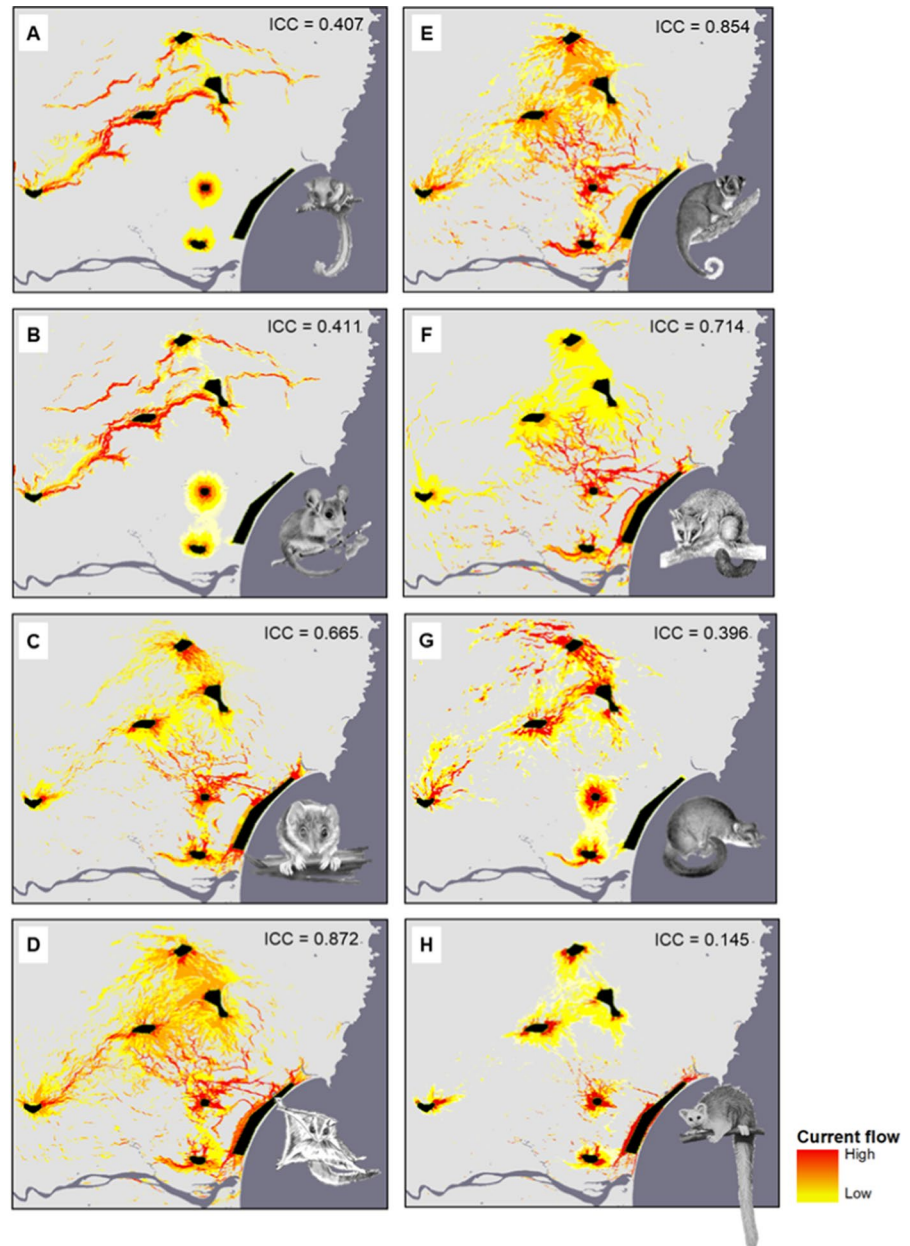 A
ICC = 0.407
E
ICC = 0.854
B
ICC = 0.411
F
ICC = 0.714
C
ICC = 0.665
G
ICC = 0.396
D
ICC = 0.872
H
ICC = 0.145
Current flow
High
Low